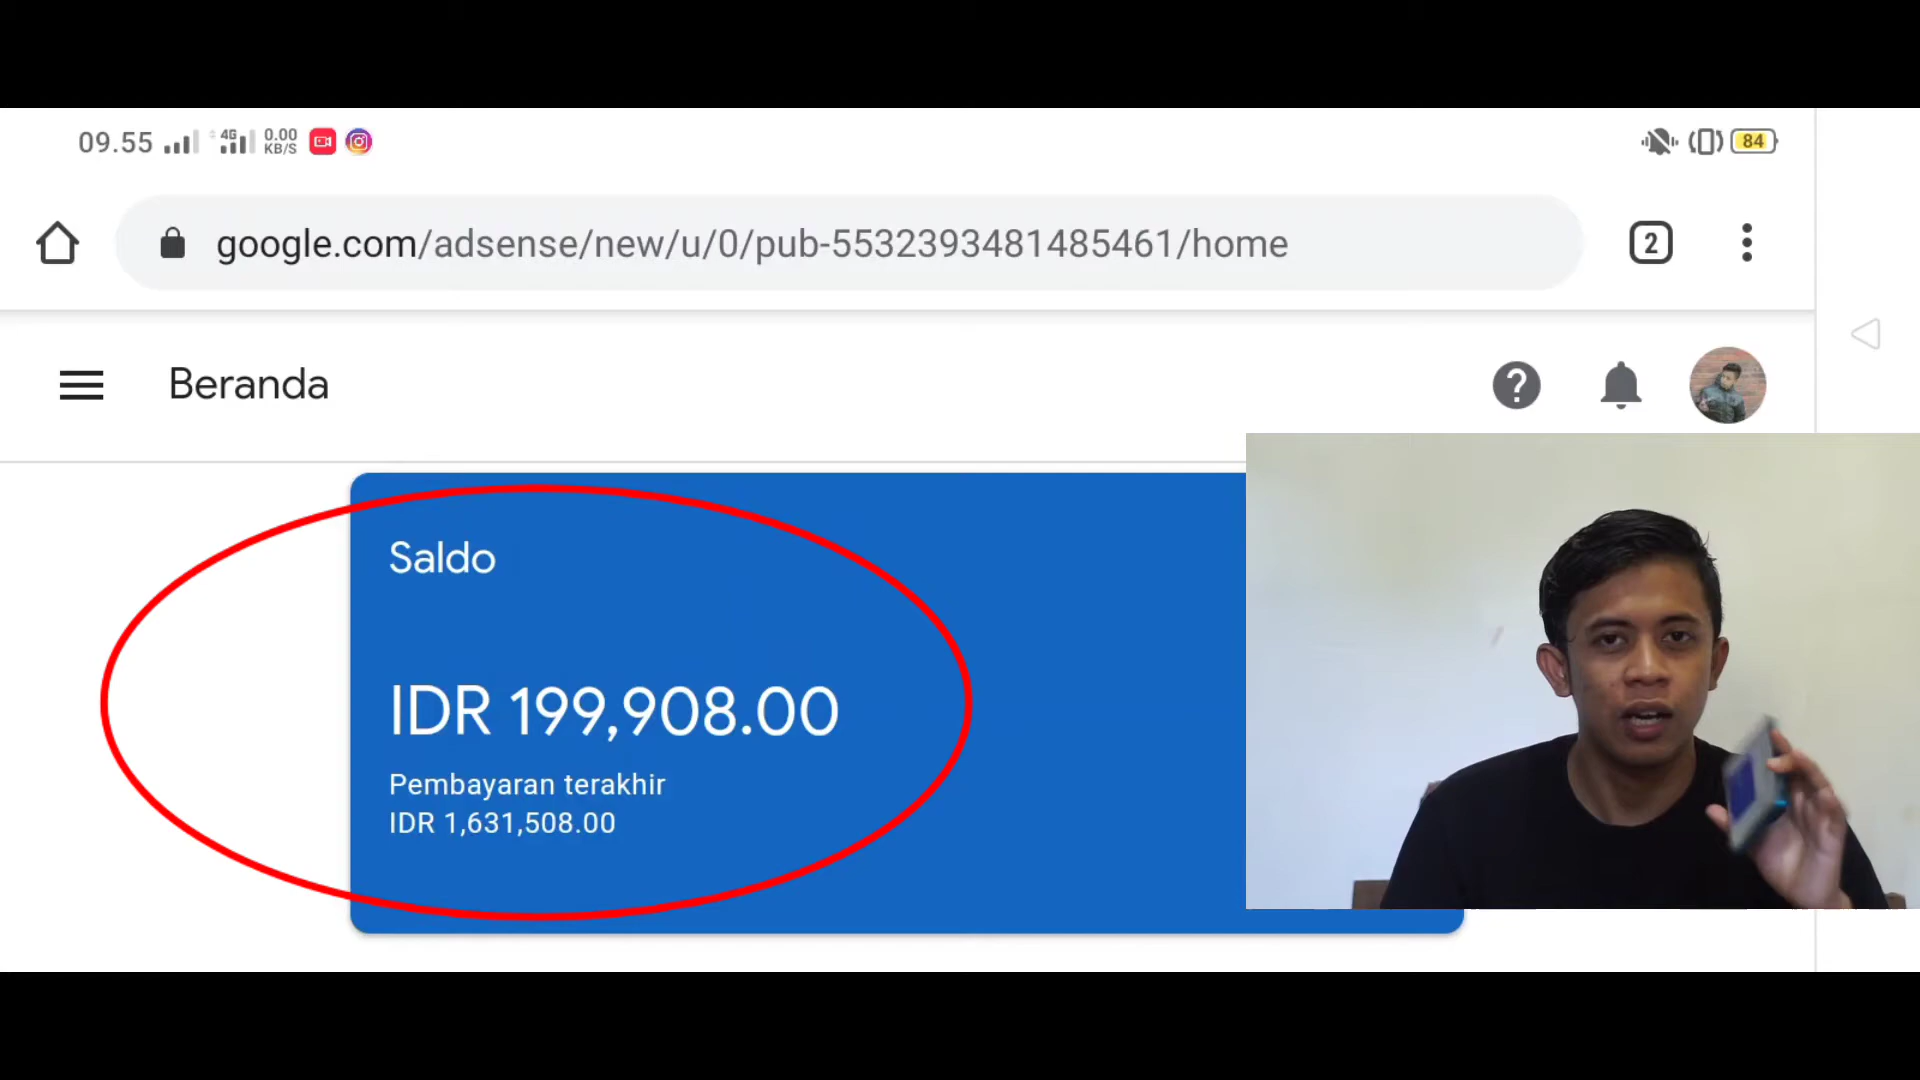 09.55 4G 0.00 KB/S 84
google.com/adsense/new/u/0/pub-5532393481485461/home 2
Beranda
Saldo
IDR 199,908.00
Pembayaran terakhir
IDR 1,631,508.00